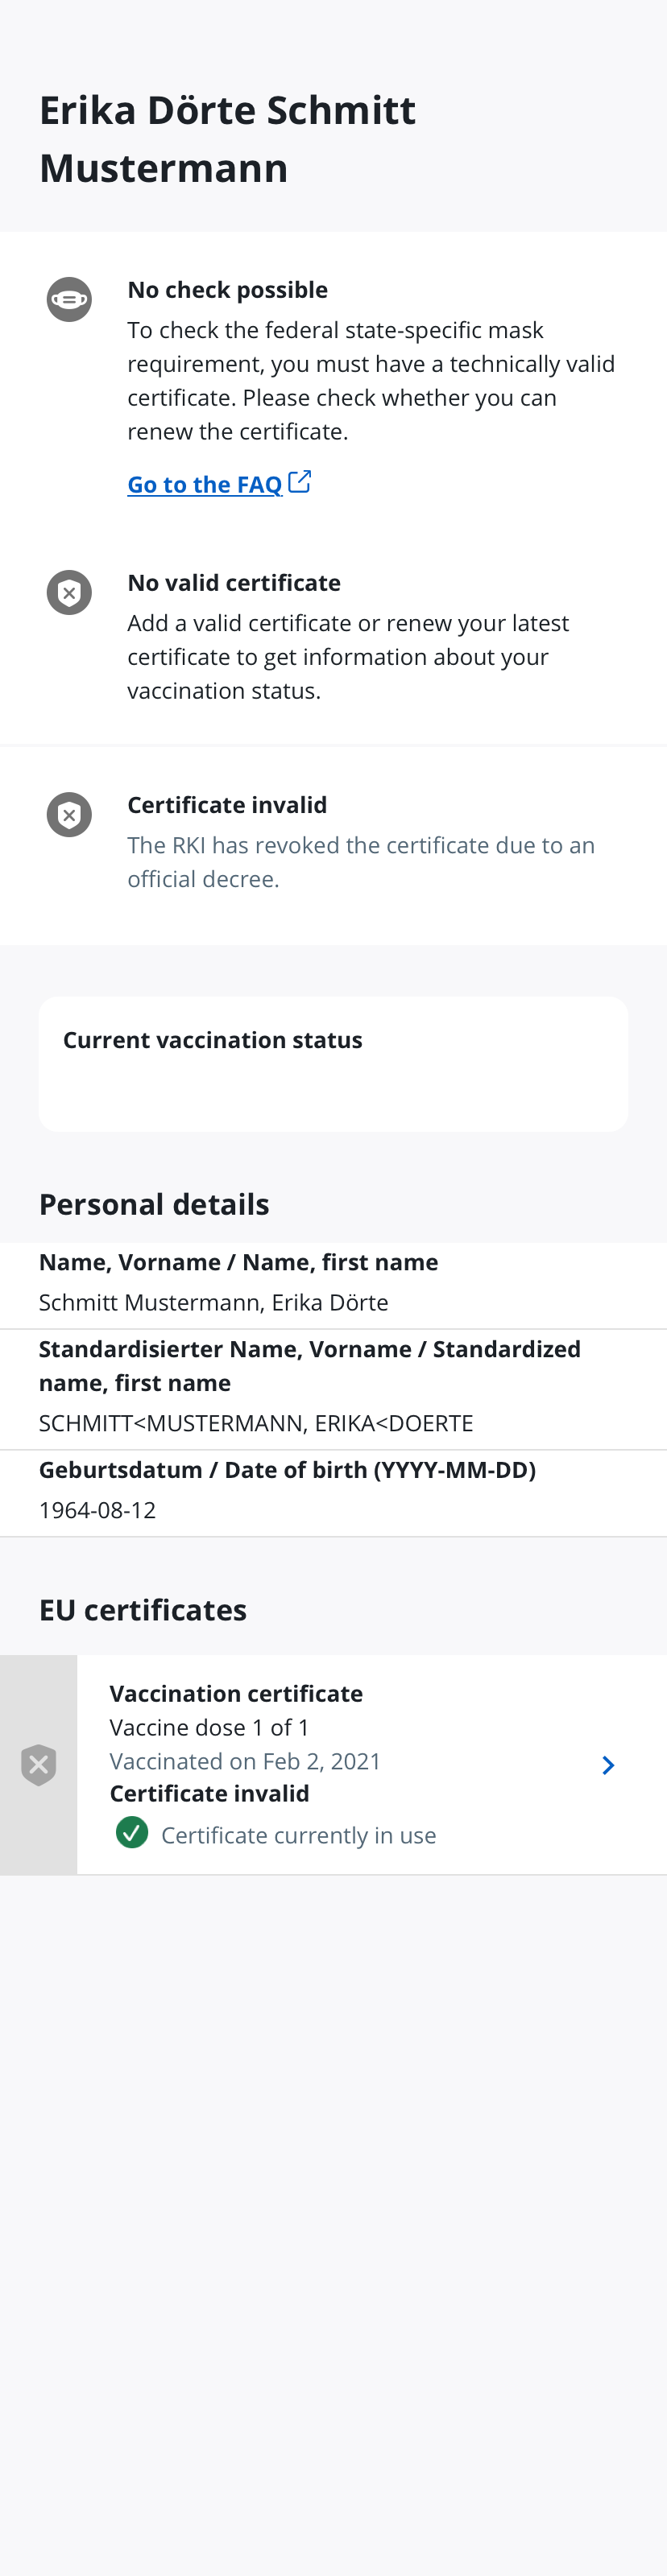 Erika Dörte Schmitt
Mustermann
No check possible
To check the federal state-specific mask
requirement, you must have a technically valid
certificate. Please check whether you can
renew the certificate.
Go to the FAQ
No valid certificate
Add a valid certificate or renew your latest
certificate to get information about your
vaccination status.
Certificate invalid
The RKI has revoked the certificate due to an
official decree.
Current vaccination status
Personal details
Name, Vorname / Name, first name
Schmitt Mustermann, Erika Dörte
Standardisierter Name, Vorname / Standardized
name, first name
SCHMITT<MUSTERMANN, ERIKA<DOERTE
Geburtsdatum / Date of birth (YYYY-MM-DD)
1964-08-12
EU certificates
Vaccination certificate
Vaccine dose 1 of 1
Vaccinated on Feb 2, 2021
Certificate invalid
Certificate currently in use